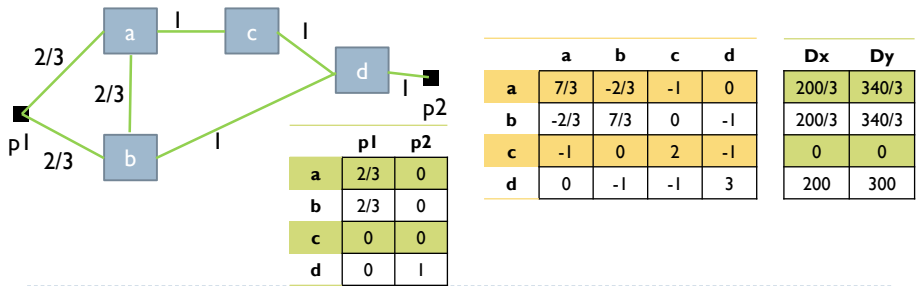 a
1
c
1
d
1
p2
2/3
2/3
p1
2/3
b
1
p1 p2
a 2/3 0
b 2/3 0
c 0 0
d 0 1
a b c d
a 7/3 -2/3 -1 0
b -2/3 7/3 0 -1
c -1 0 2 -1
d 0 -1 -1 3
Dx Dy
200/3 340/3
200/3 340/3
0 0
200 300